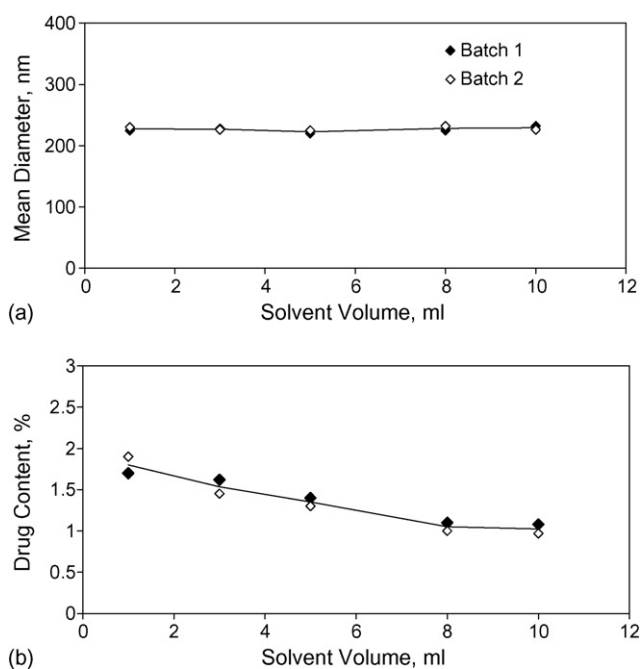 400
300
200
100
0
Mean Diameter, nm
Batch 1
Batch 2
0 2 4 6 8 10 12
Solvent Volume, ml
(a)
3
2.5
2
1.5
1
0.5
0
Drug Content, %
0 2 4 6 8 10 12
Solvent Volume, ml
(b)